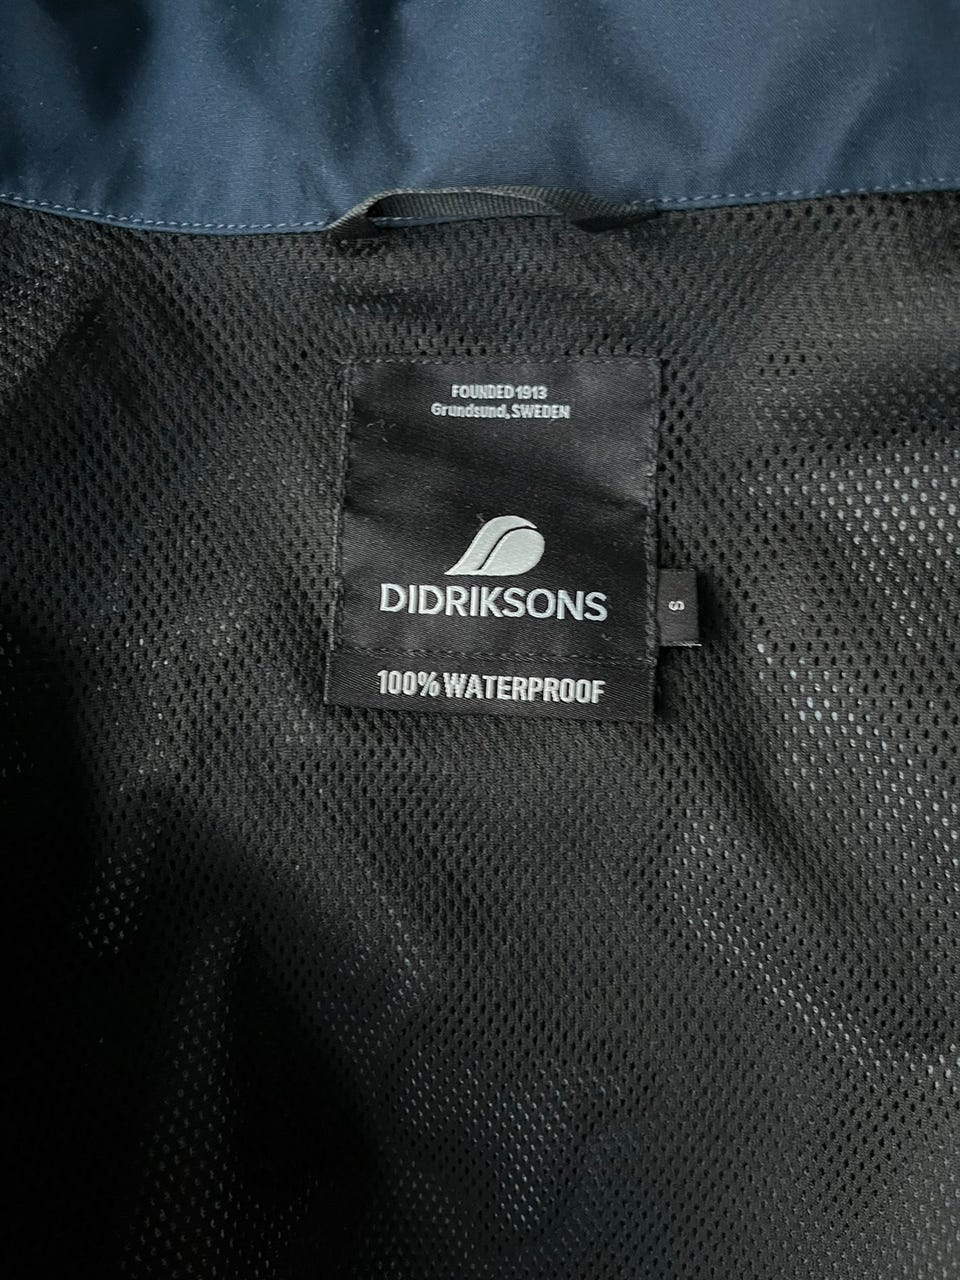 FOUNDED 1913
Grundsund, SWEDEN
DIDRIKSONS
S
100% WATERPROOF